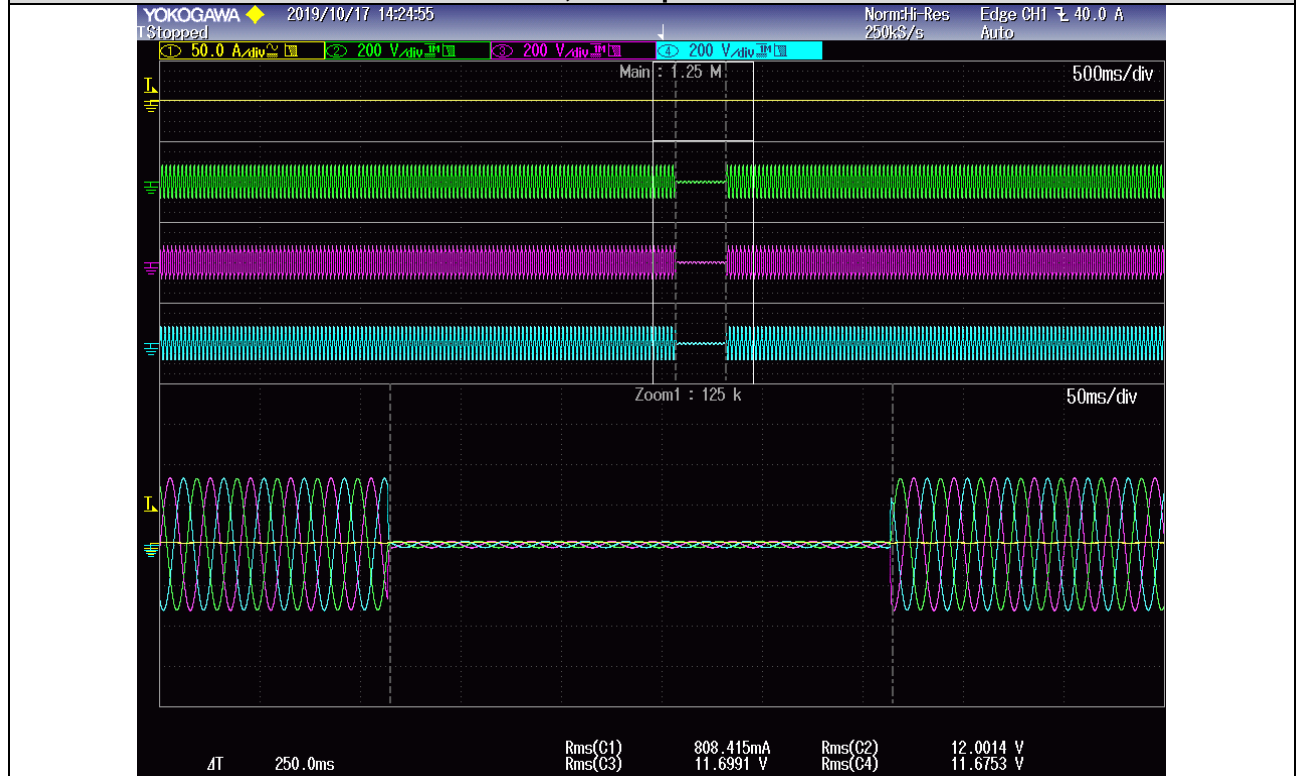 YOKOGAWA 2019/10/17 14:24:55 Norm:Hi-Res Edge CH1 40.0 A
Stopped 250kS/s Auto
1 50.0 A/div 2 200 V/div 1M 3 200 V/div 1M 4 200 V/div 1M
Main : 1.25 M 500ms/div
Zoom1 : 125 k 50ms/div
Rms(C1) 808.415mA Rms(C2) 12.0014 V
ΔT 250.0ms Rms(C3) 11.6991 V Rms(C4) 11.6753 V